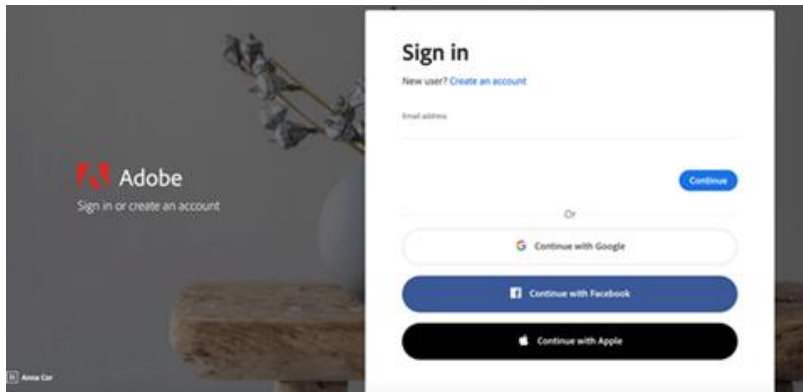 Adobe
Sign in or create an account
Anna Cor
Sign in
New user? Create an account
Email address
Continue
Or
Continue with Google
Continue with Facebook
Continue with Apple